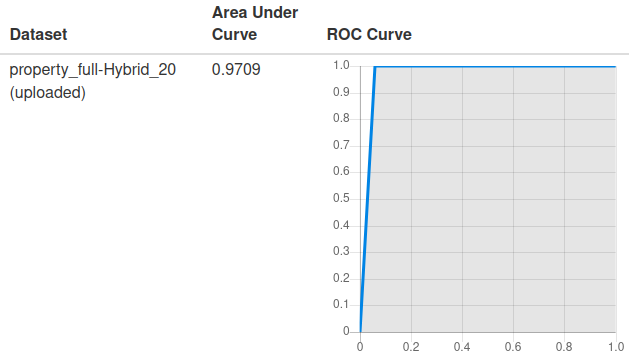 Dataset
Area Under
Curve
ROC Curve
property_full-Hybrid_20
(uploaded)
0.9709
1.0
0.9
0.8
0.7
0.6
0.5
0.4
0.3
0.2
0.1
0
0 0.2 0.4 0.6 0.8 1.0